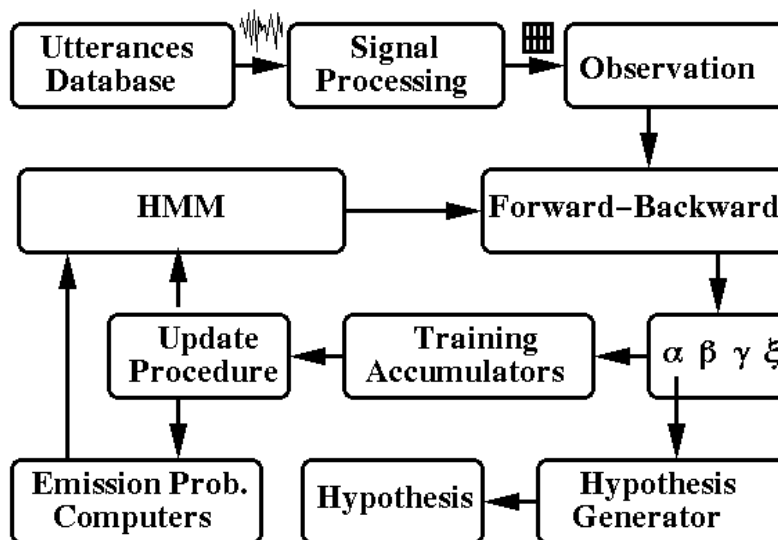 Utterances
Database
Signal
Processing
Observation
HMM
Forward-Backward
Update
Procedure
Training
Accumulators
α β γ ξ
Emission Prob.
Computers
Hypothesis
Hypothesis
Generator